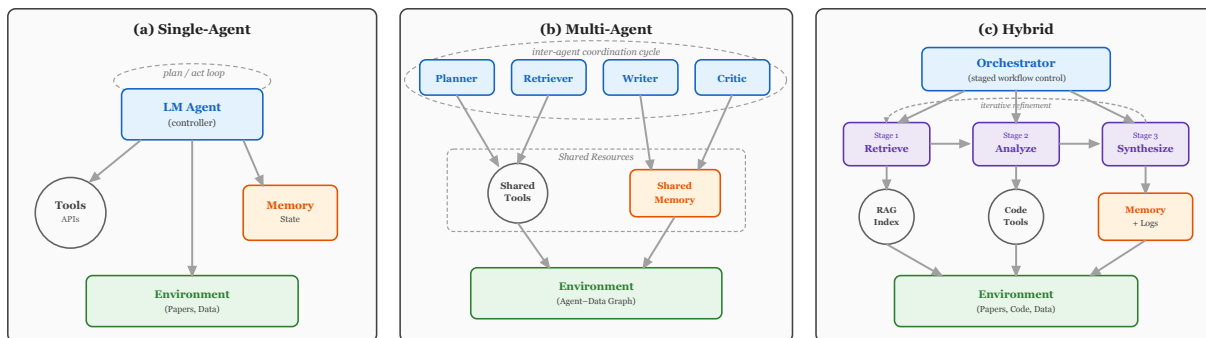 (a) Single-Agent
plan / act loop
LM Agent
(controller)
Tools
APIs
Memory
State
Environment
(Papers, Data)
(b) Multi-Agent
inter-agent coordination cycle
Planner
Retriever
Writer
Critic
Shared Resources
Shared
Tools
Shared
Memory
Environment
(Agent–Data Graph)
(c) Hybrid
Orchestrator
(staged workflow control)
iterative refinement
Stage 1
Retrieve
Stage 2
Analyze
Stage 3
Synthesize
RAG
Index
Code
Tools
Memory
+ Logs
Environment
(Papers, Code, Data)